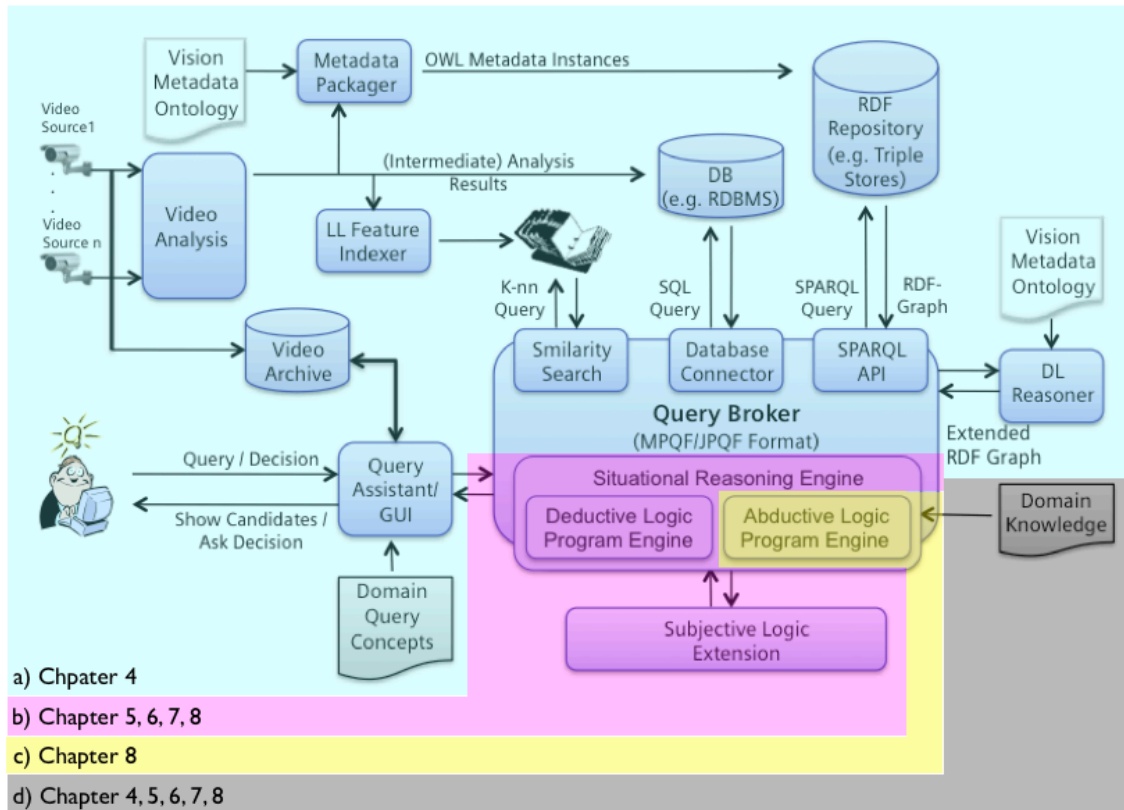 Vision
Metadata
Ontology
Metadata
Packager
OWL Metadata Instances
RDF
Repository
(e.g. Triple
Stores)
Video
Source1
.
.
.
Video
Source n
Video
Analysis
(Intermediate) Analysis
Results
LL Feature
Indexer
DB
(e.g. RDBMS)
Vision
Metadata
Ontology
K-nn
Query
SQL
Query
SPARQL
Query
RDF-
Graph
Video
Archive
Smilarity
Search
Database
Connector
SPARQL
API
DL
Reasoner
Query Broker
(MPQF/JPQF Format)
Extended
RDF Graph
Query / Decision
Show Candidates /
Ask Decision
Query
Assistant/
GUI
Situational Reasoning Engine
Deductive Logic
Program Engine
Abductive Logic
Program Engine
Domain
Knowledge
Domain
Query
Concepts
Subjective Logic
Extension
a) Chpater 4
b) Chapter 5, 6, 7, 8
c) Chapter 8
d) Chapter 4, 5, 6, 7, 8